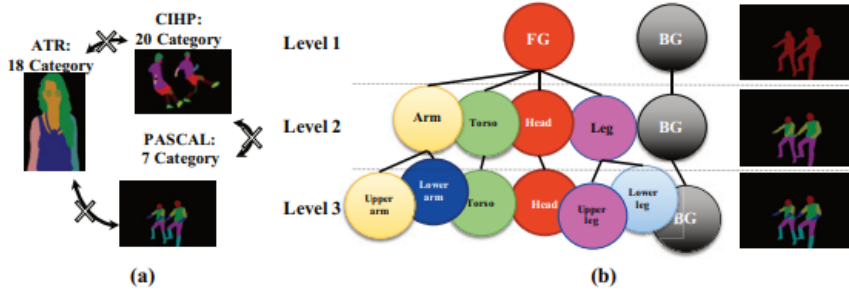 ATR:
18 Category
CIHP:
20 Category
PASCAL:
7 Category
(a)
Level 1
FG
BG
Level 2
Arm
Torso
Head
Leg
BG
Level 3
Upper
arm
Lower
arm
Torso
Head
Upper
leg
Lower
leg
BG
(b)